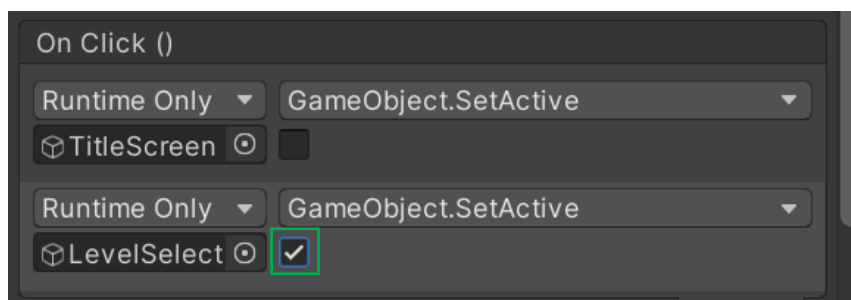 On Click ()
Runtime Only GameObject.SetActive
TitleScreen
Runtime Only GameObject.SetActive
LevelSelect